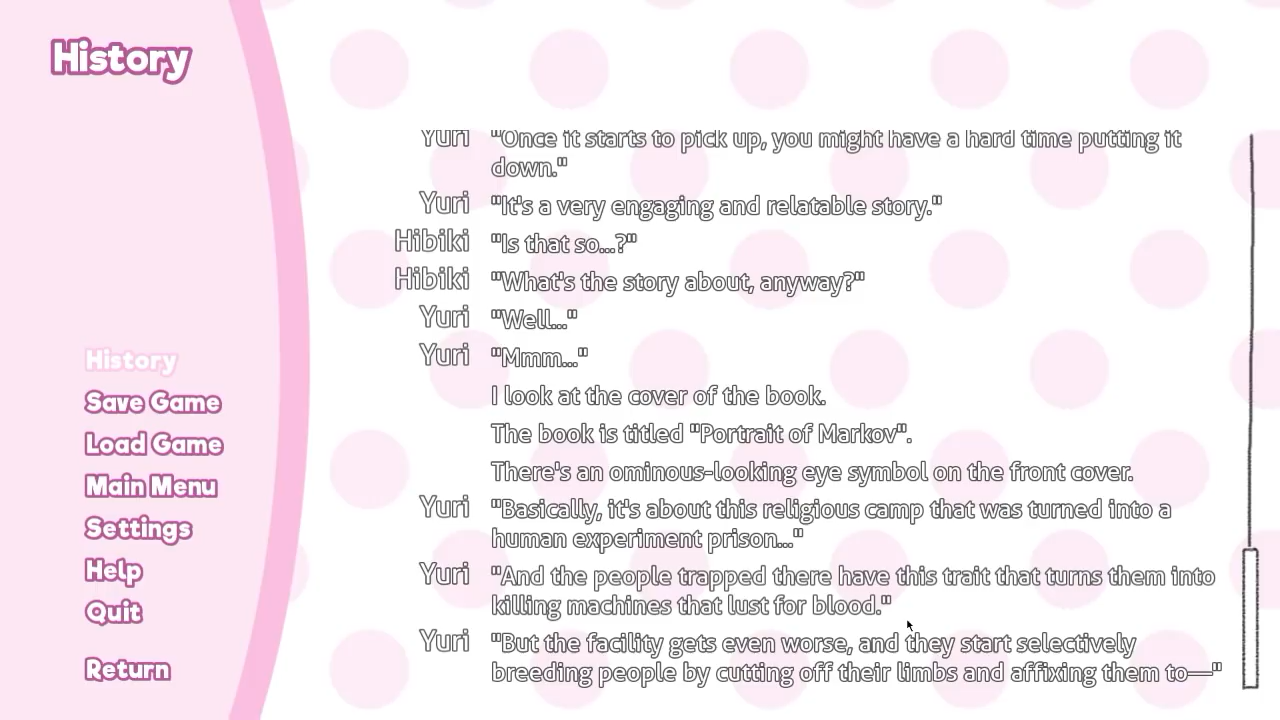 History
Yuri "Once it starts to pick up, you might have a hard time putting it
down."
Yuri "It's a very engaging and relatable story."
Hibiki "Is that so...?"
Hibiki "What's the story about, anyway?"
Yuri "Well..."
Yuri "Mmm..."
I look at the cover of the book.
The book is titled "Portrait of Markov".
There's an ominous-looking eye symbol on the front cover.
Yuri "Basically, it's about this religious camp that was turned into a
human experiment prison..."
Yuri "And the people trapped there have this trait that turns them into
killing machines that lust for blood."
Yuri "But the facility gets even worse, and they start selectively
breeding people by cutting off their limbs and affixing them to—"
History
Save Game
Load Game
Main Menu
Settings
Help
Quit
Return